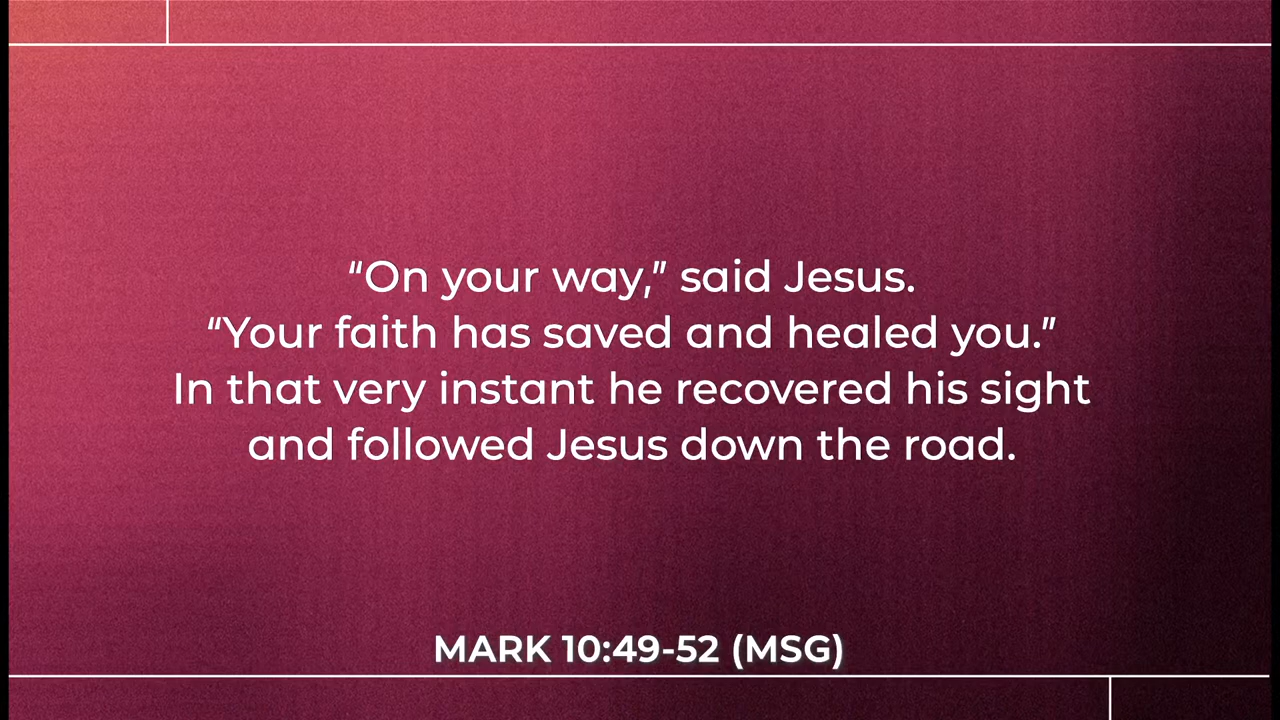 “On your way,” said Jesus.
“Your faith has saved and healed you.”
In that very instant he recovered his sight
and followed Jesus down the road.
MARK 10:49-52 (MSG)